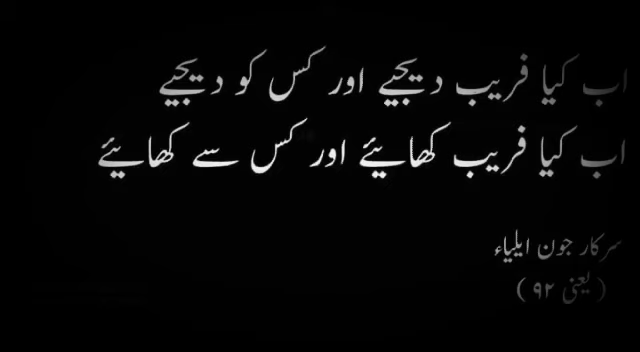 اب کیا فریب دیجیے اور کس کو دیجیے
اب کیا فریب کھائیے اور کس سے کھائیے
سرکار جون ایلیاء
(یعنی ۹۲)